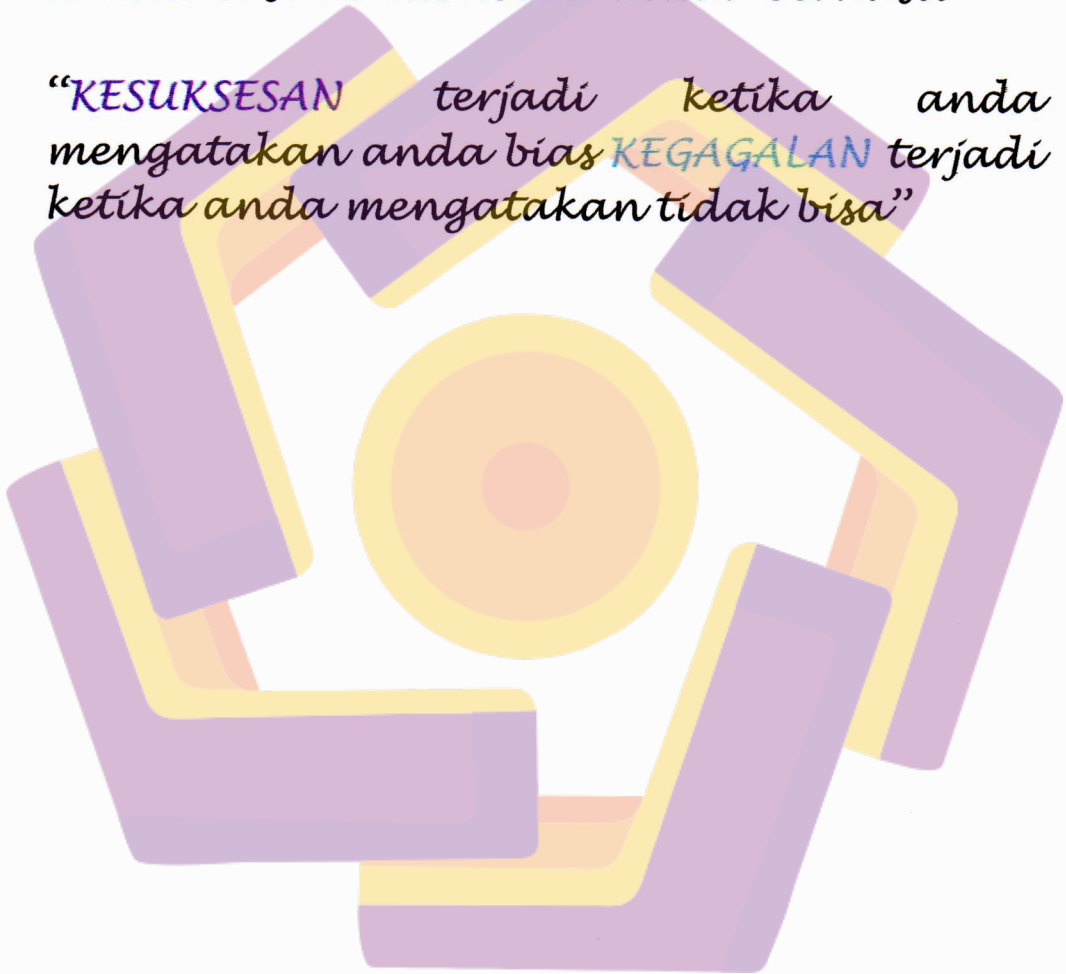 “KESUKSESAN terjadi ketika anda
mengatakan anda bias KEGAGALAN terjadi
ketika anda mengatakan tidak bisa”